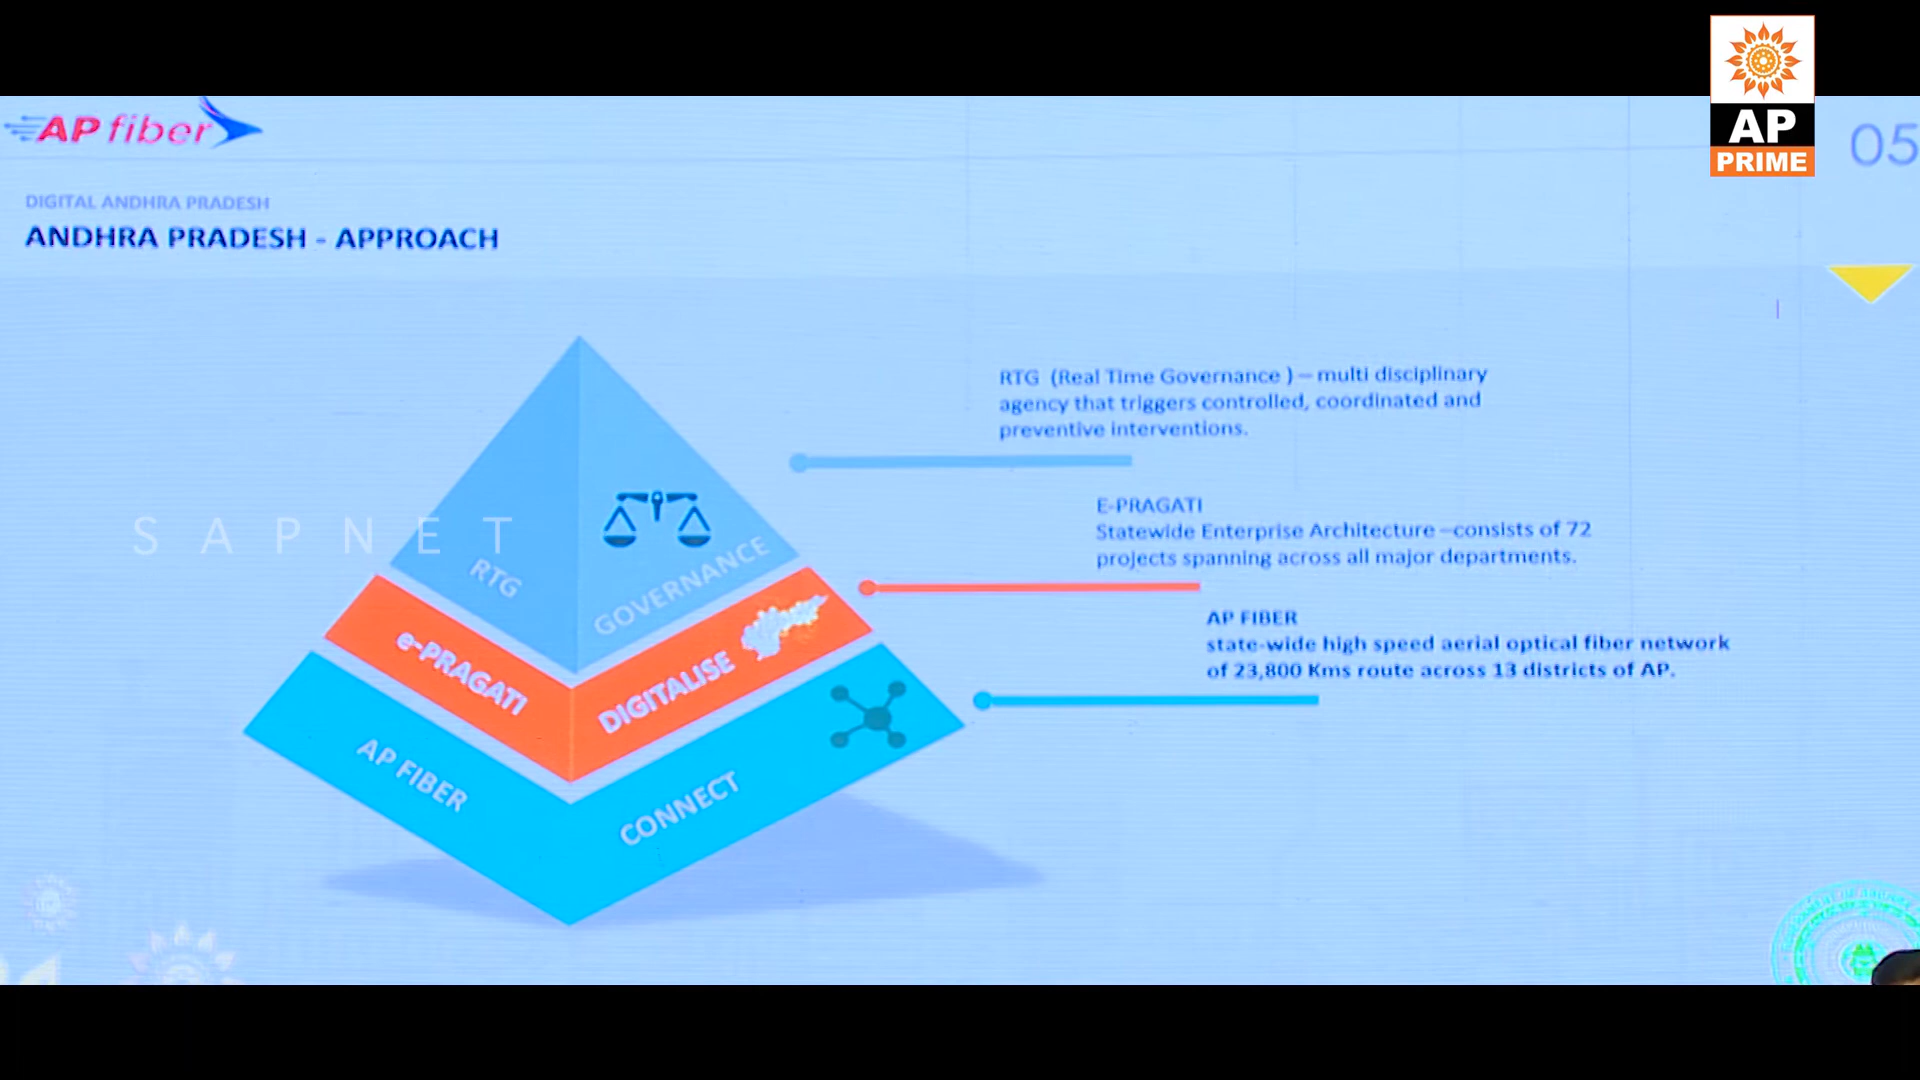 AP fiber
AP
PRIME
05
DIGITAL ANDHRA PRADESH
ANDHRA PRADESH - APPROACH
RTG (Real Time Governance ) – multi disciplinary
agency that triggers controlled, coordinated and
preventive interventions.
E-PRAGATI
Statewide Enterprise Architecture –consists of 72
projects spanning across all major departments.
AP FIBER
state-wide high speed aerial optical fiber network
of 23,800 Kms route across 13 districts of AP.
SAPNET
RTG
GOVERNANCE
e-PRAGATI
DIGITALISE
AP FIBER
CONNECT